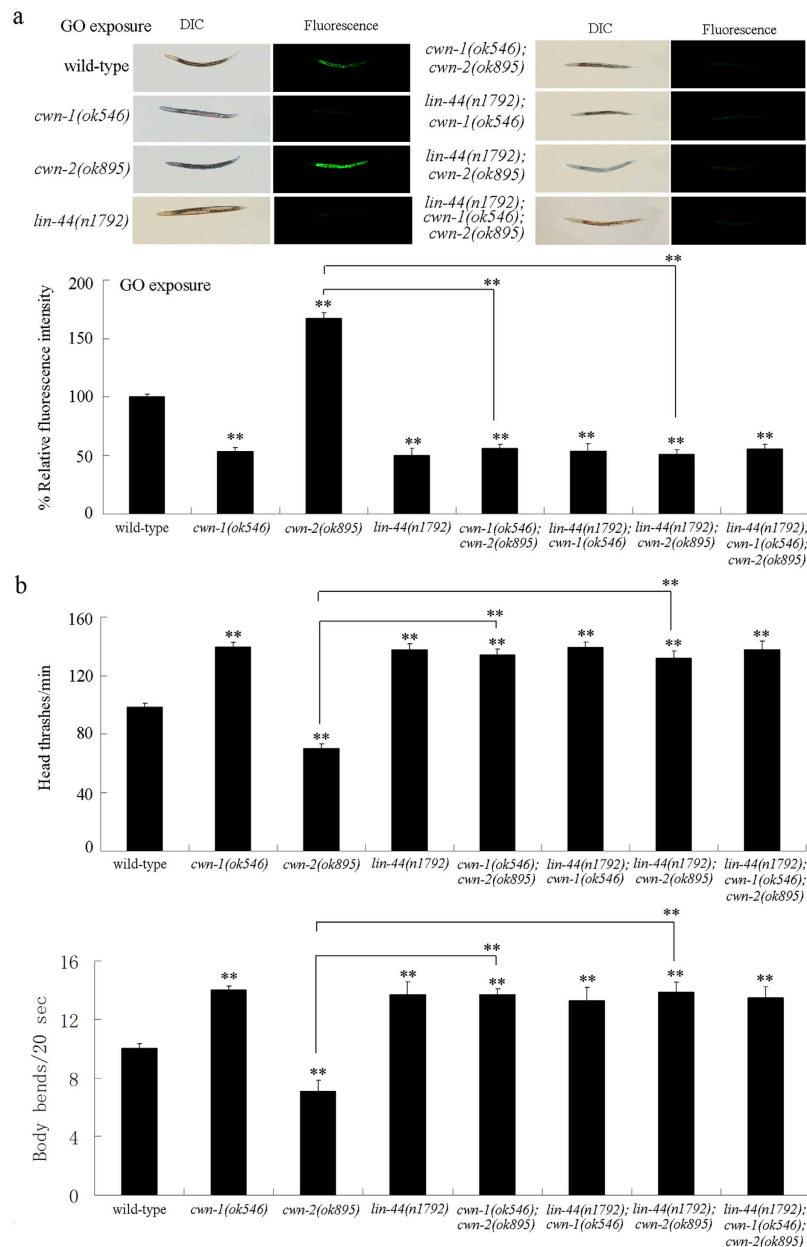 a
GO exposure
DIC
Fluorescence
wild-type
cwn-1(ok546)
cwn-2(ok895)
lin-44(n1792)
DIC
Fluorescence
cwn-1(ok546);
cwn-2(ok895)
lin-44(n1792);
cwn-1(ok546)
lin-44(n1792);
cwn-2(ok895)
lin-44(n1792);
cwn-1(ok546);
cwn-2(ok895)
% Relative fluorescence intensity
GO exposure
200
150
100
50
0
**
**
**
**
**
**
**
**
**
wild-type
cwn-1(ok546)
cwn-2(ok895)
lin-44(n1792)
cwn-1(ok546);
cwn-2(ok895)
lin-44(n1792);
cwn-1(ok546)
lin-44(n1792);
cwn-2(ok895)
lin-44(n1792);
cwn-1(ok546);
cwn-2(ok895)
b
Head thrashes/min
160
120
80
40
0
**
**
**
**
**
**
**
**
**
wild-type
cwn-1(ok546)
cwn-2(ok895)
lin-44(n1792)
cwn-1(ok546);
cwn-2(ok895)
lin-44(n1792);
cwn-1(ok546)
lin-44(n1792);
cwn-2(ok895)
lin-44(n1792);
cwn-1(ok546);
cwn-2(ok895)
Body bends/20 sec
16
12
8
4
0
**
**
**
**
**
**
**
**
**
wild-type
cwn-1(ok546)
cwn-2(ok895)
lin-44(n1792)
cwn-1(ok546);
cwn-2(ok895)
lin-44(n1792);
cwn-1(ok546)
lin-44(n1792);
cwn-2(ok895)
lin-44(n1792);
cwn-1(ok546);
cwn-2(ok895)